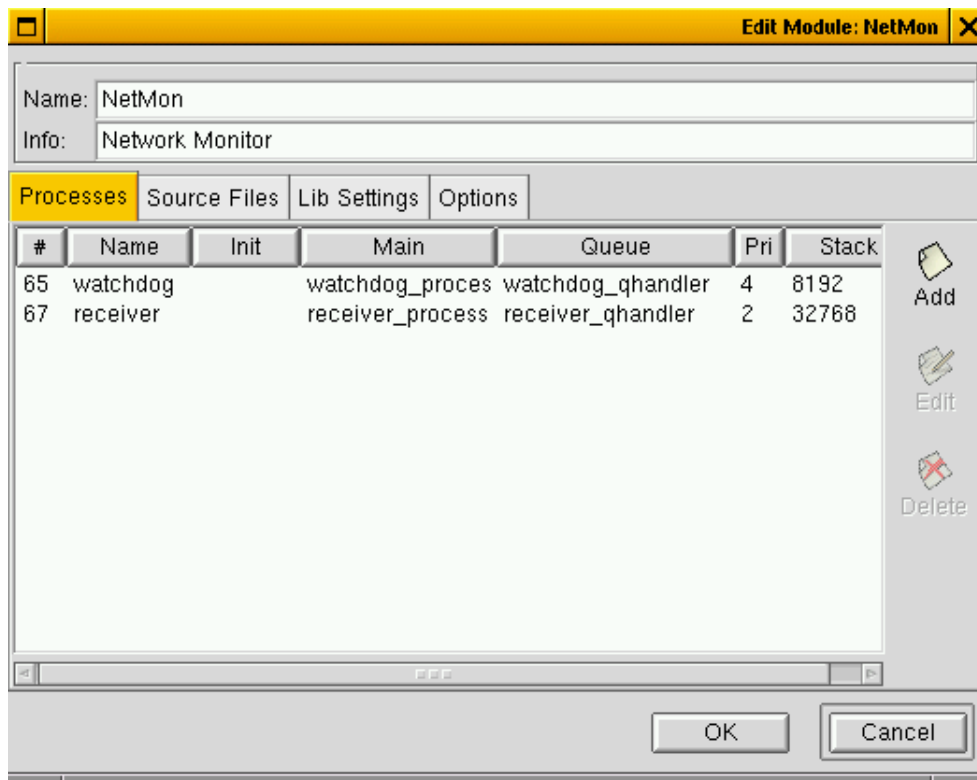 Edit Module: NetMon
Name: NetMon
Info: Network Monitor
Processes Source Files Lib Settings Options
# Name Init Main Queue Pri Stack
65 watchdog watchdog_proces watchdog_qhandler 4 8192
67 receiver receiver_process receiver_qhandler 2 32768
Add
Edit
Delete
OK Cancel